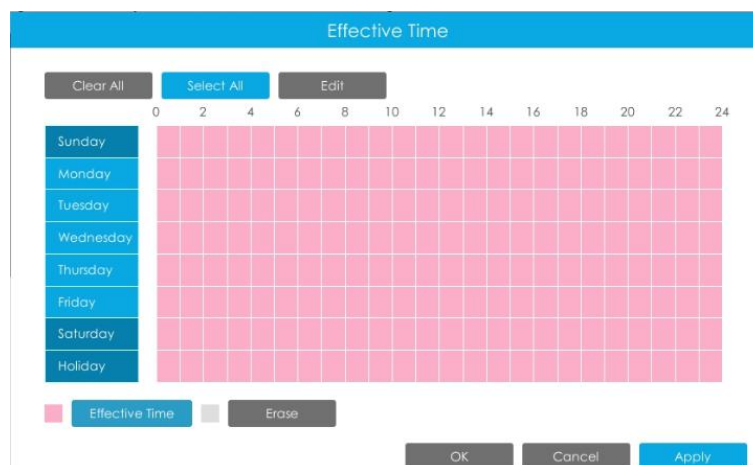 Effective Time
Clear All Select All Edit
0 2 4 6 8 10 12 14 16 18 20 22 24
Sunday
Monday
Tuesday
Wednesday
Thursday
Friday
Saturday
Holiday
Effective Time Erase
OK Cancel Apply